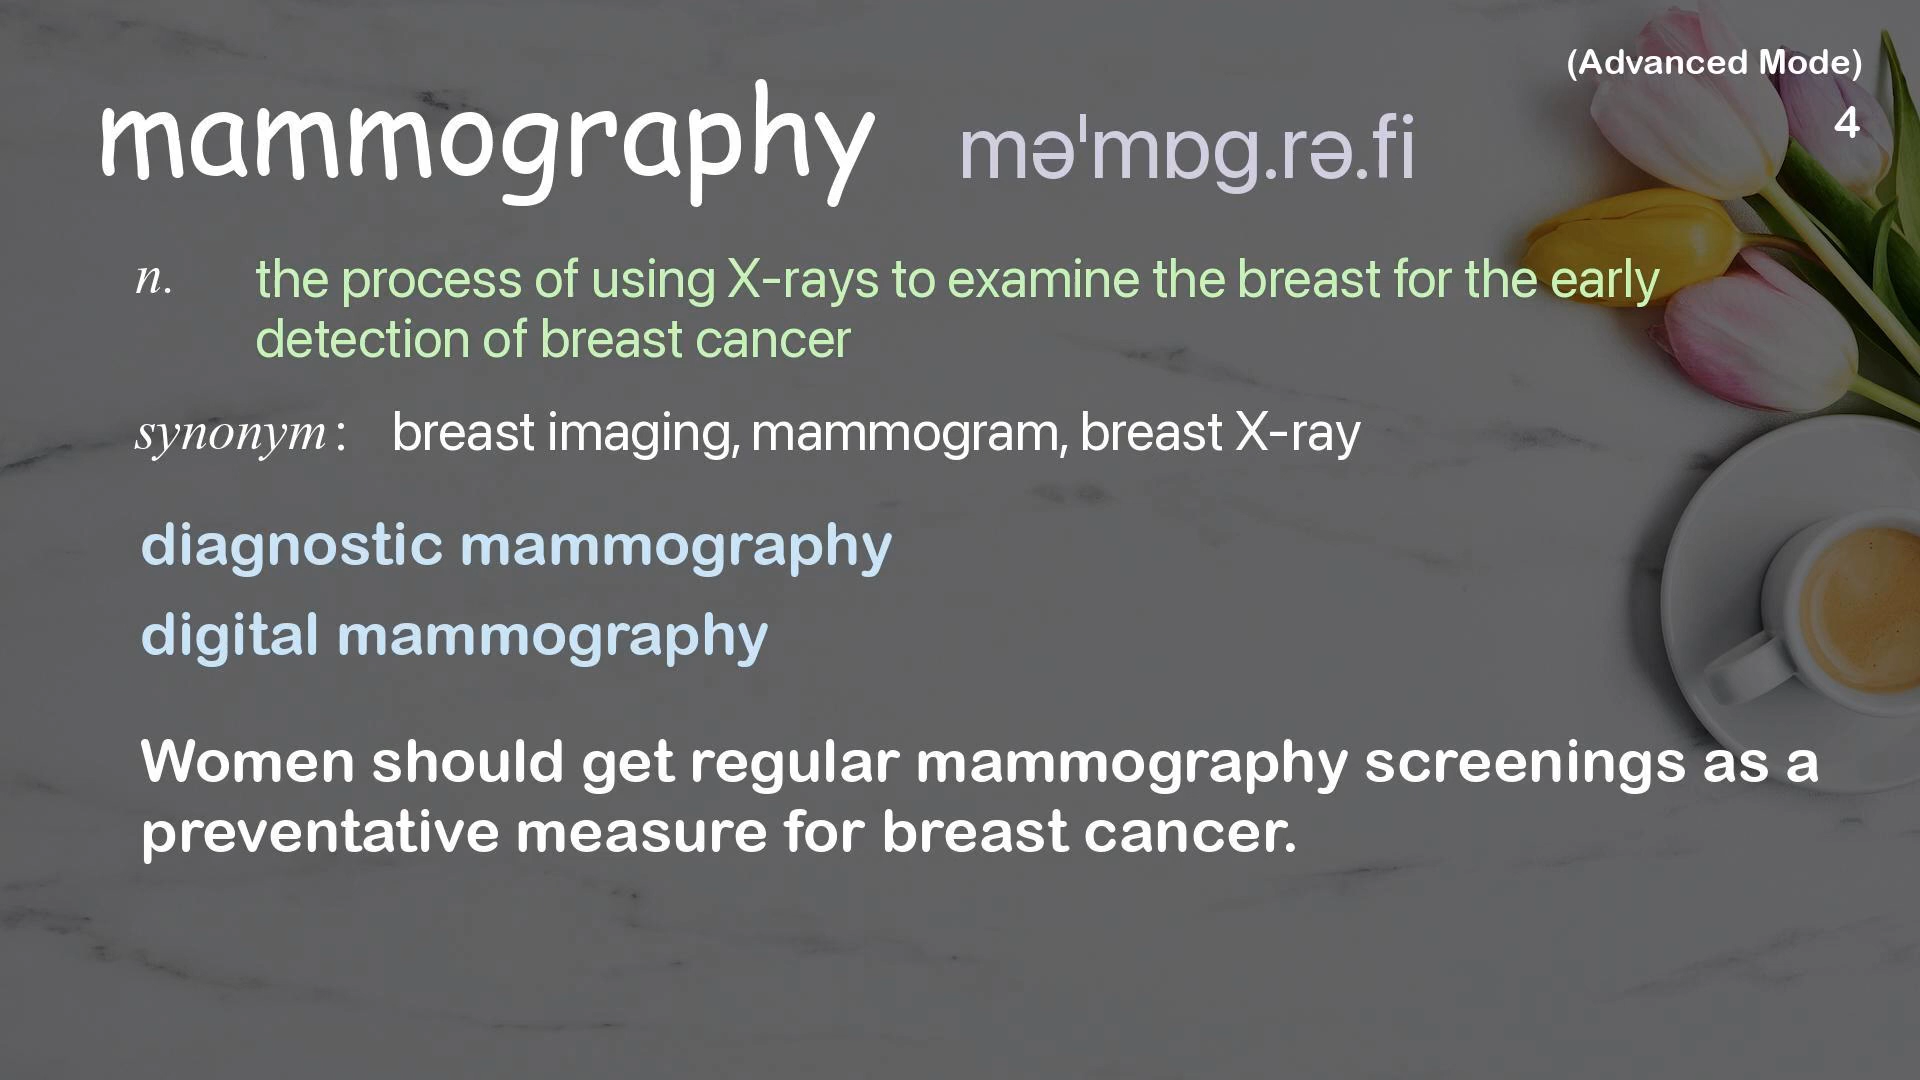 (Advanced Mode)
mammography məˈmɒg.rə.fi
4
n. the process of using X-rays to examine the breast for the early
detection of breast cancer
synonym: breast imaging, mammogram, breast X-ray
diagnostic mammography
digital mammography
Women should get regular mammography screenings as a
preventative measure for breast cancer.